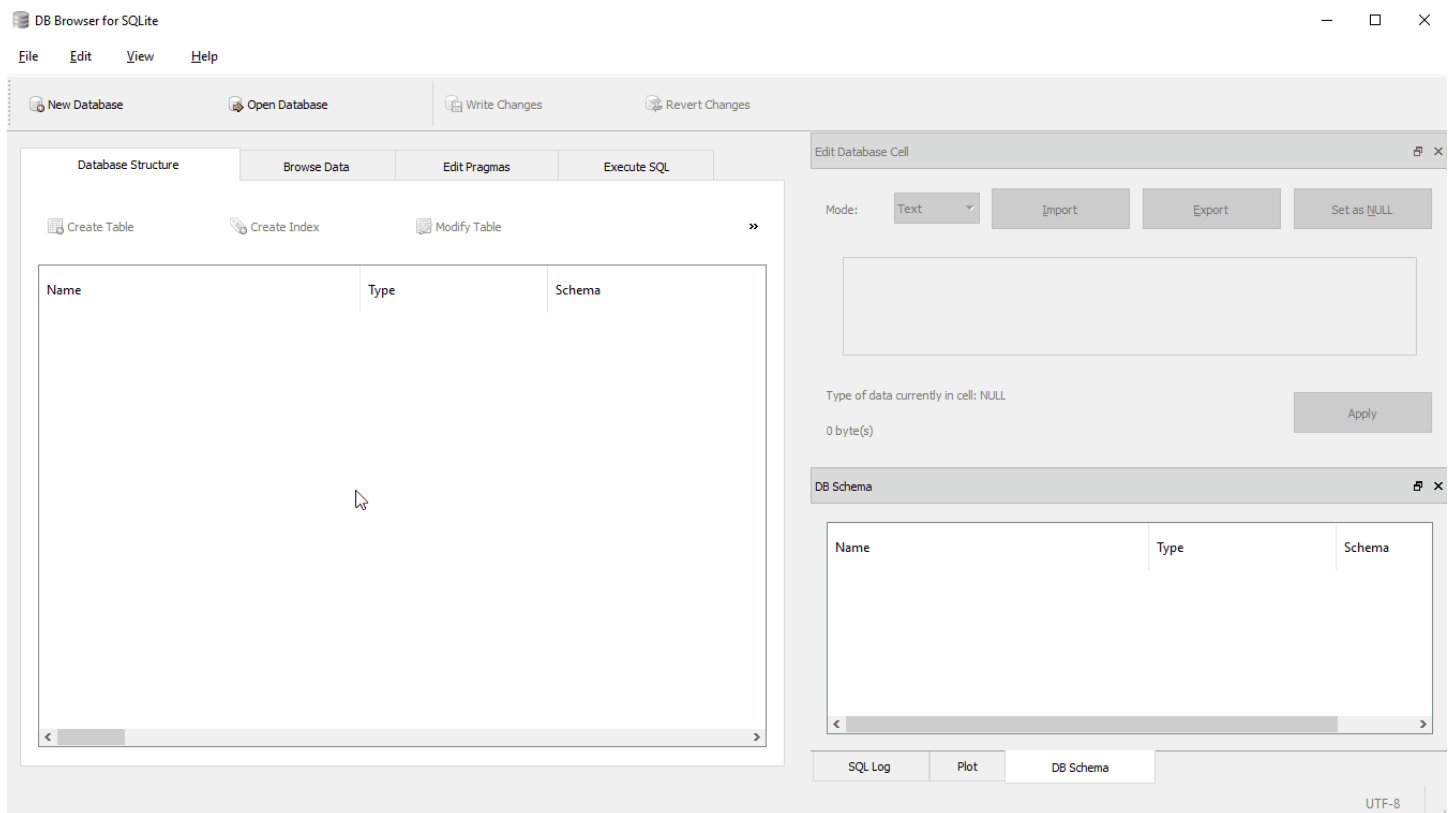 DB Browser for SQLite
File Edit View Help
New Database Open Database Write Changes Revert Changes
Database Structure Browse Data Edit Pragmas Execute SQL
Create Table Create Index Modify Table »
Name Type Schema
Edit Database Cell
Mode: Text Import Export Set as NULL
Type of data currently in cell: NULL
0 byte(s)
Apply
DB Schema
Name Type Schema
SQL Log Plot DB Schema
UTF-8